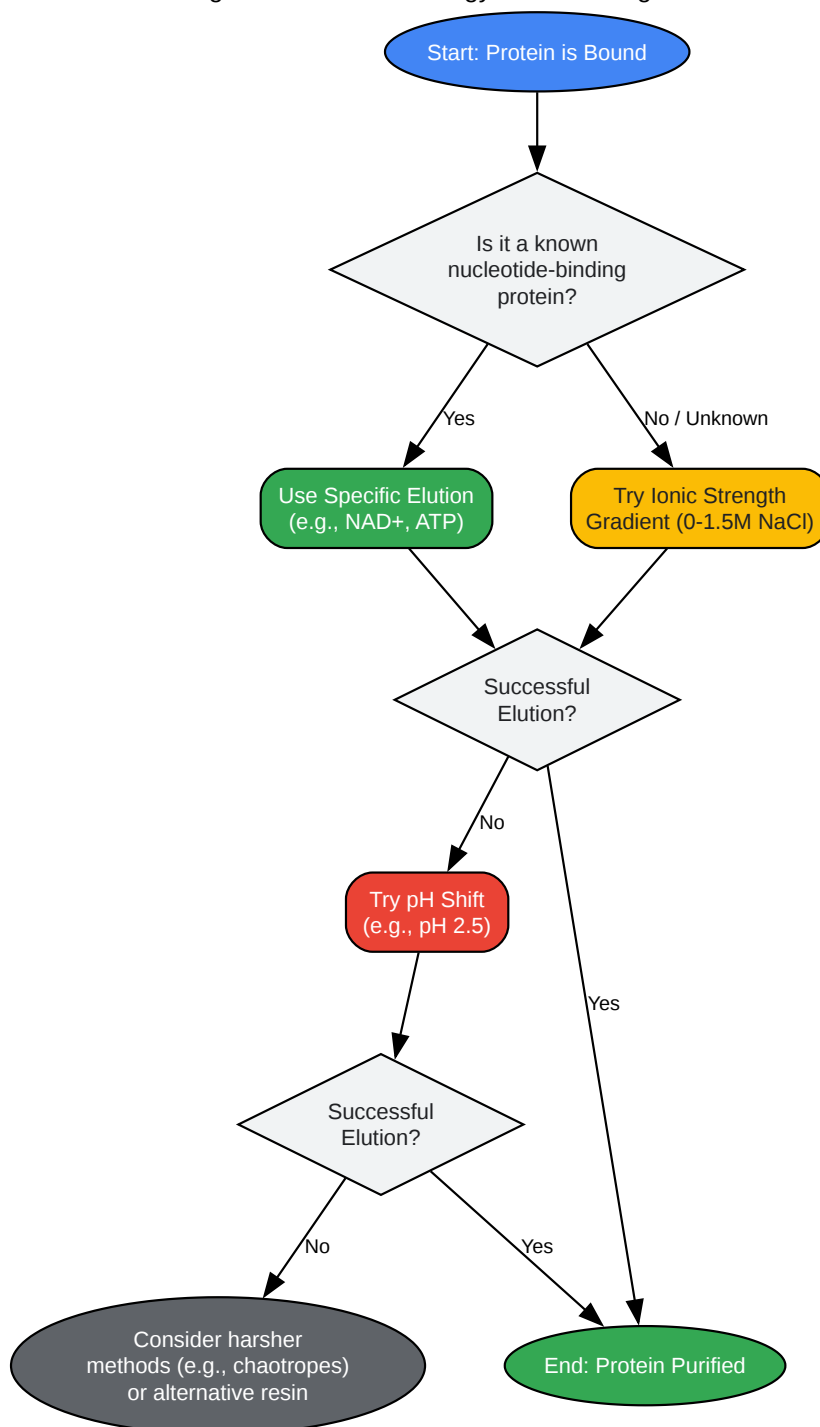 Start: Protein is Bound
Is it a known
nucleotide-binding
protein?
Yes
No / Unknown
Use Specific Elution
(e.g., NAD+, ATP)
Try Ionic Strength
Gradient (0-1.5M NaCl)
Successful
Elution?
No
Try pH Shift
(e.g., pH 2.5)
Yes
Successful
Elution?
No
Yes
Consider harsher
methods (e.g., chaotropes)
or alternative resin
End: Protein Purified